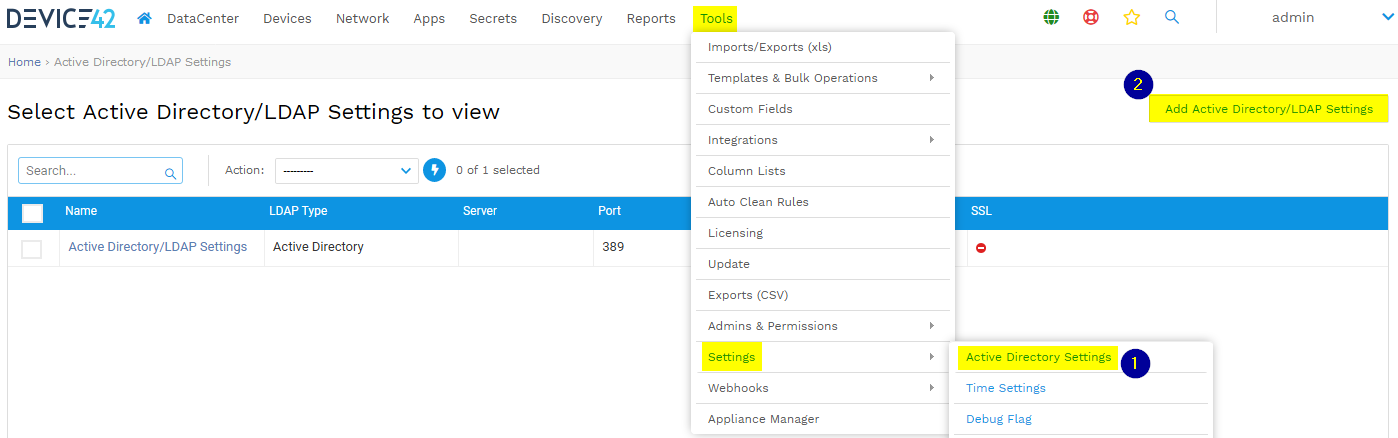 DEVICE42 DataCenter Devices Network Apps Secrets Discovery Reports Tools admin
Home › Active Directory/LDAP Settings
Select Active Directory/LDAP Settings to view
2
Add Active Directory/LDAP Settings
Search... Action: --------- 0 of 1 selected
Name LDAP Type Server Port SSL
Active Directory/LDAP Settings Active Directory 389
Imports/Exports (xls)
Templates & Bulk Operations
Custom Fields
Integrations
Column Lists
Auto Clean Rules
Licensing
Update
Exports (CSV)
Admins & Permissions
Settings
Webhooks
Appliance Manager
Active Directory Settings 1
Time Settings
Debug Flag